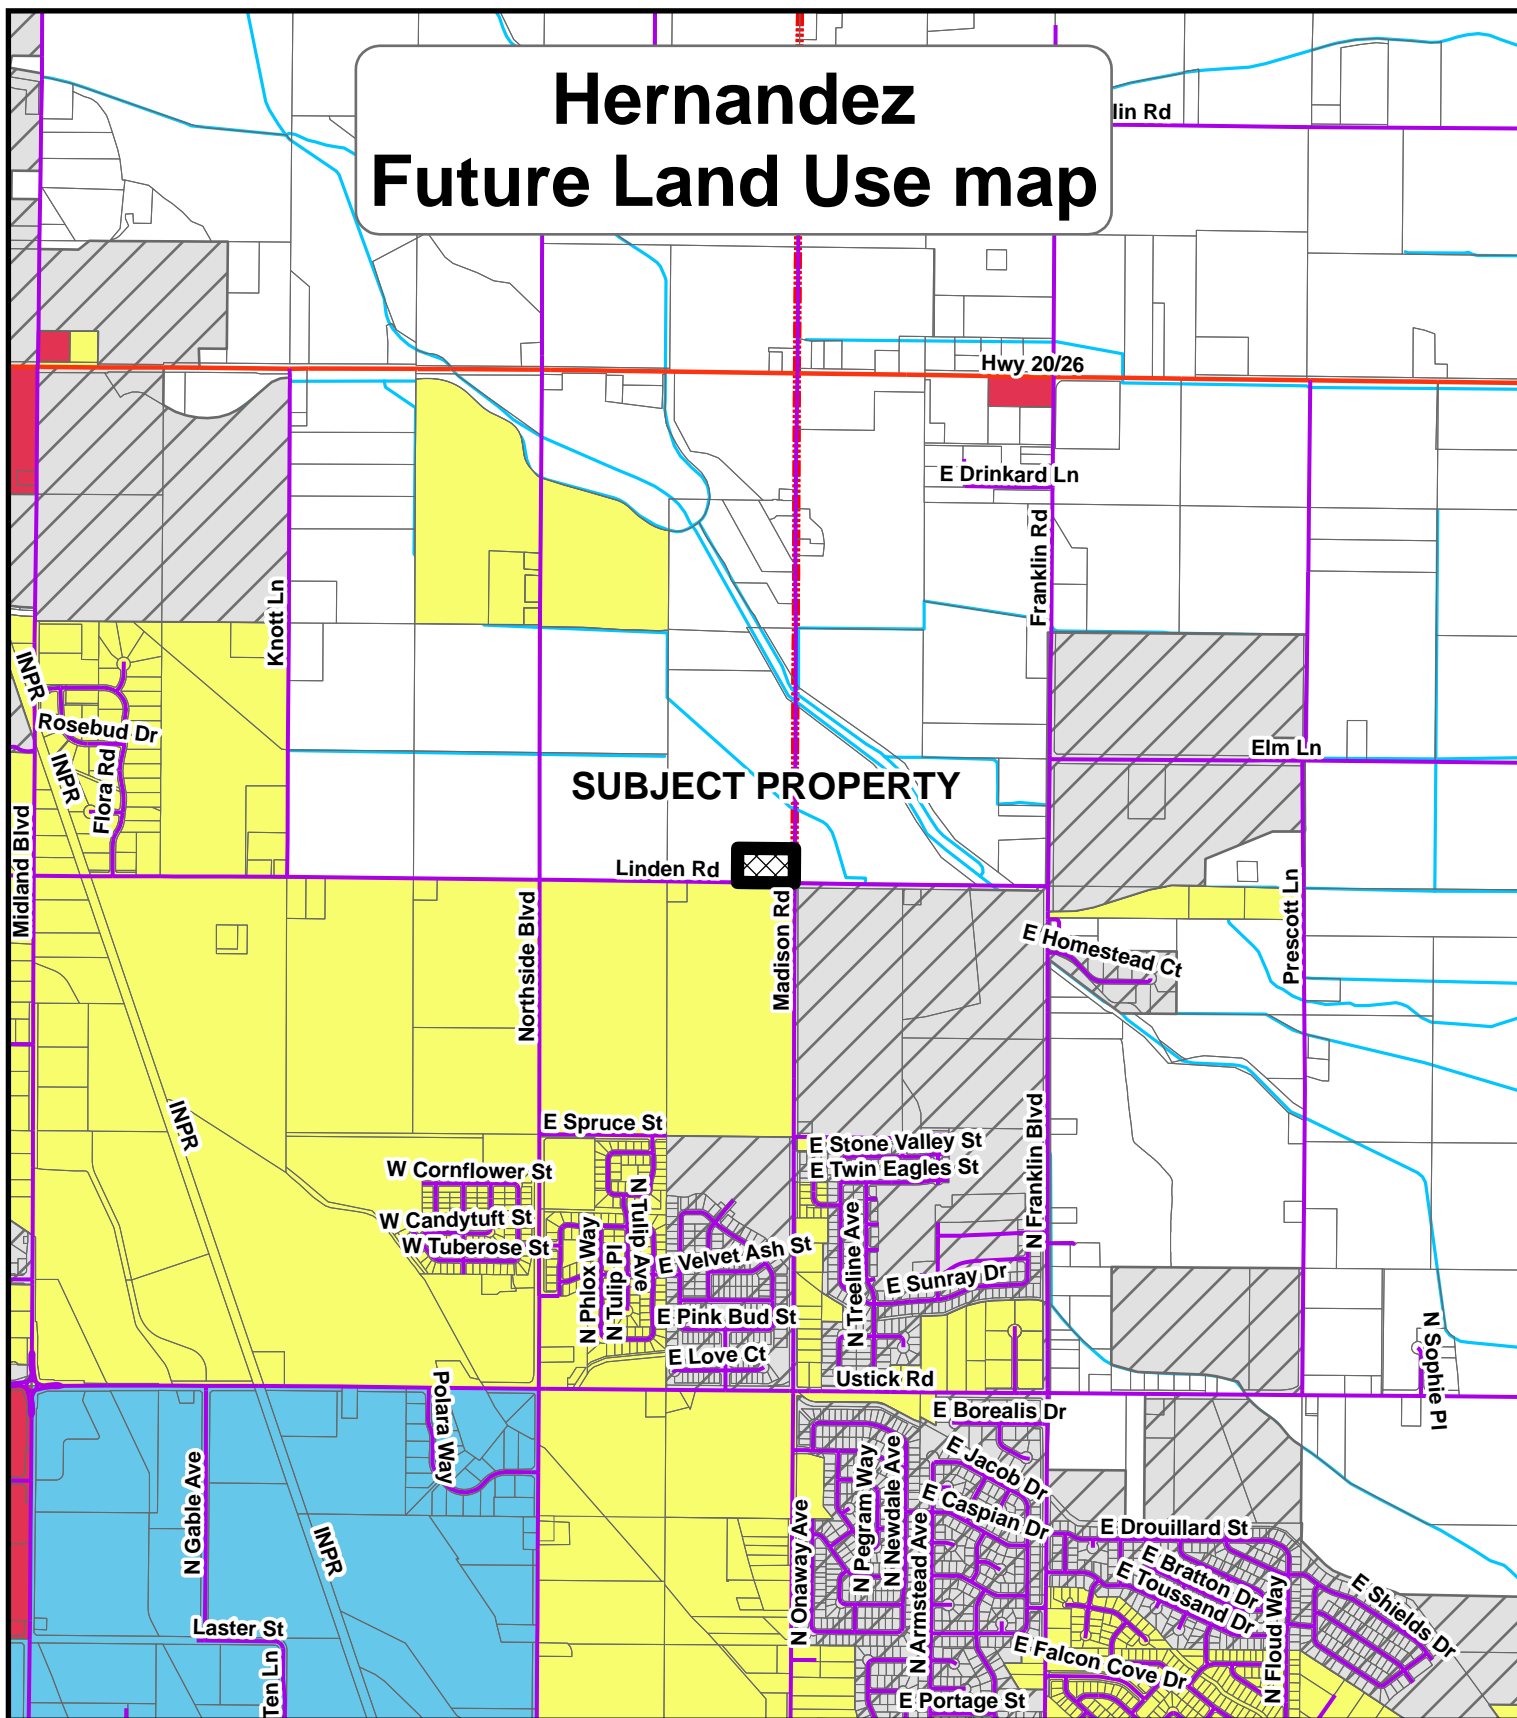 Hernandez
Future Land Use map
lin Rd
Hwy 20/26
E Drinkard Ln
Franklin Rd
Knott Ln
INPR
Rosebud Dr
INPR
Flora Rd
Elm Ln
SUBJECT PROPERTY
Midland Blvd
Linden Rd
Northside Blvd
Madison Rd
Prescott Ln
E Homestead Ct
INPR
E Spruce St
E Stone Valley St
E Twin Eagles St
N Franklin Blvd
W Cornflower St
W Candytuft St
W Tuberose St
N Phlox Way
N Tulip Pl
N Tulip Ave
E Velvet Ash St
N Treeline Ave
E Sunray Dr
E Pink Bud St
E Love Ct
Ustick Rd
N Sophie Pl
Polara Way
E Borealis Dr
N Gable Ave
INPR
N Onaway Ave
N Pegram Way
N Newdale Ave
N Armstead Ave
E Jacob Dr
E Caspian Dr
E Drouillard St
E Bratton Dr
E Toussand Dr
E Shields Dr
N Floud Way
Laster St
E Falcon Cove Dr
Ten Ln
E Portage St